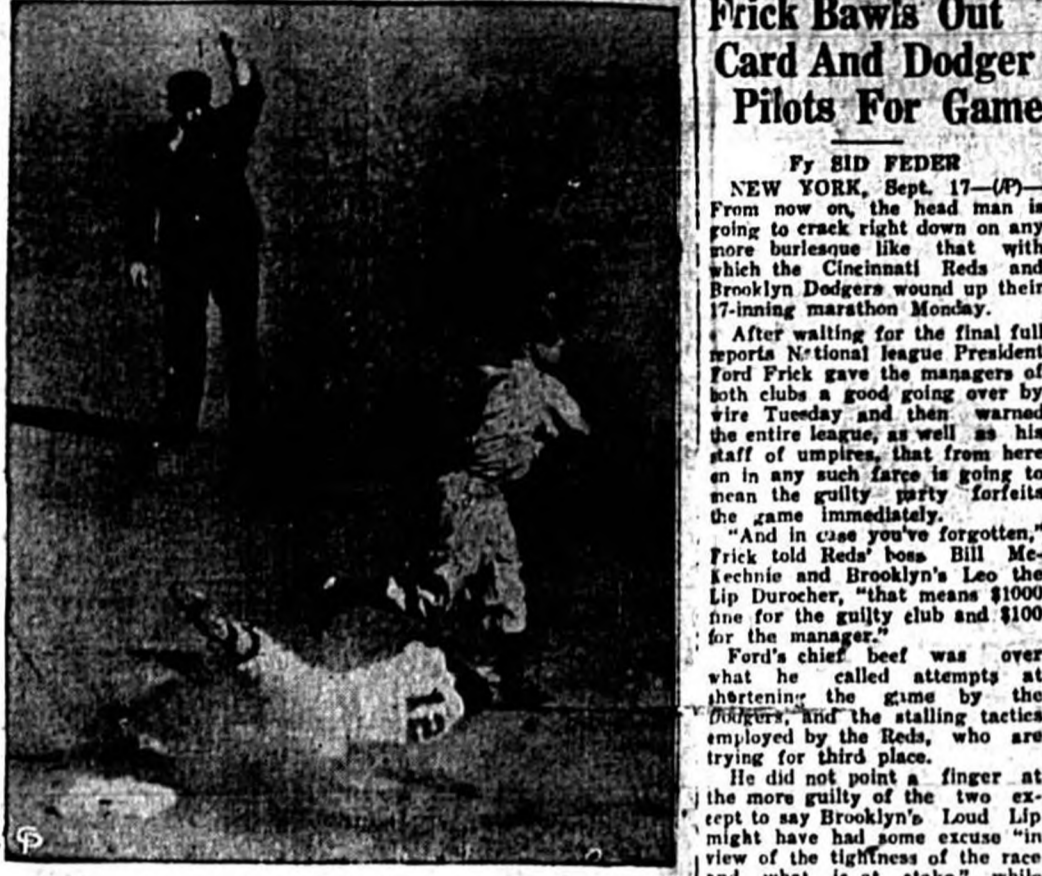 12
CP
Frick Bawls Out
Card And Dodger
Pilots For Game
Fy SID FEDER
NEW YORK, Sept. 17—(AP)—
From now on, the head man is
going to crack right down on any
more burlesque like that with
which the Cincinnati Reds and
Brooklyn Dodgers wound up their
17-inning marathon Monday.
After waiting for the final full
reports National league President
Ford Frick gave the managers of
both clubs a good going over by
wire Tuesday and then warned
the entire league, as well as his
staff of umpires, that from here
on in any such farce is going to
mean the guilty party forfeits
the game immediately.
"And in case you've forgotten,"
Frick told Reds' boss Bill Mc-
Kechnie and Brooklyn's Leo the
Lip Durocher, "that means $1000
fine for the guilty club and $100
for the manager."
Ford's chief beef was over
what he called attempts at
shortening the game by the
Dodgers, and the stalling tactics
employed by the Reds, who are
trying for third place.
He did not point a finger at
the more guilty of the two ex-
cept to say Brooklyn's Loud Lip
might have had some excuse "in
view of the tightness of the race
and what is at stake," while